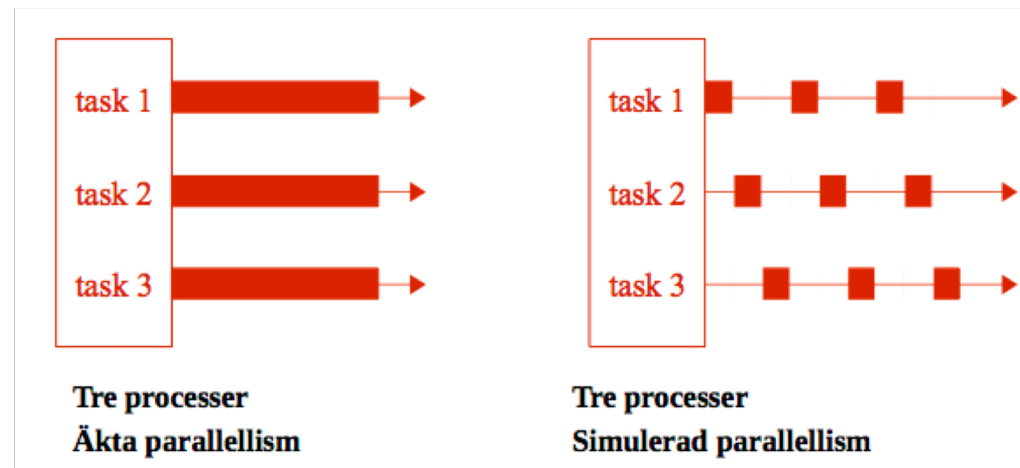 task 1
task 2
task 3
Tre processer
Äkta parallellism
task 1
task 2
task 3
Tre processer
Simulerad parallellism